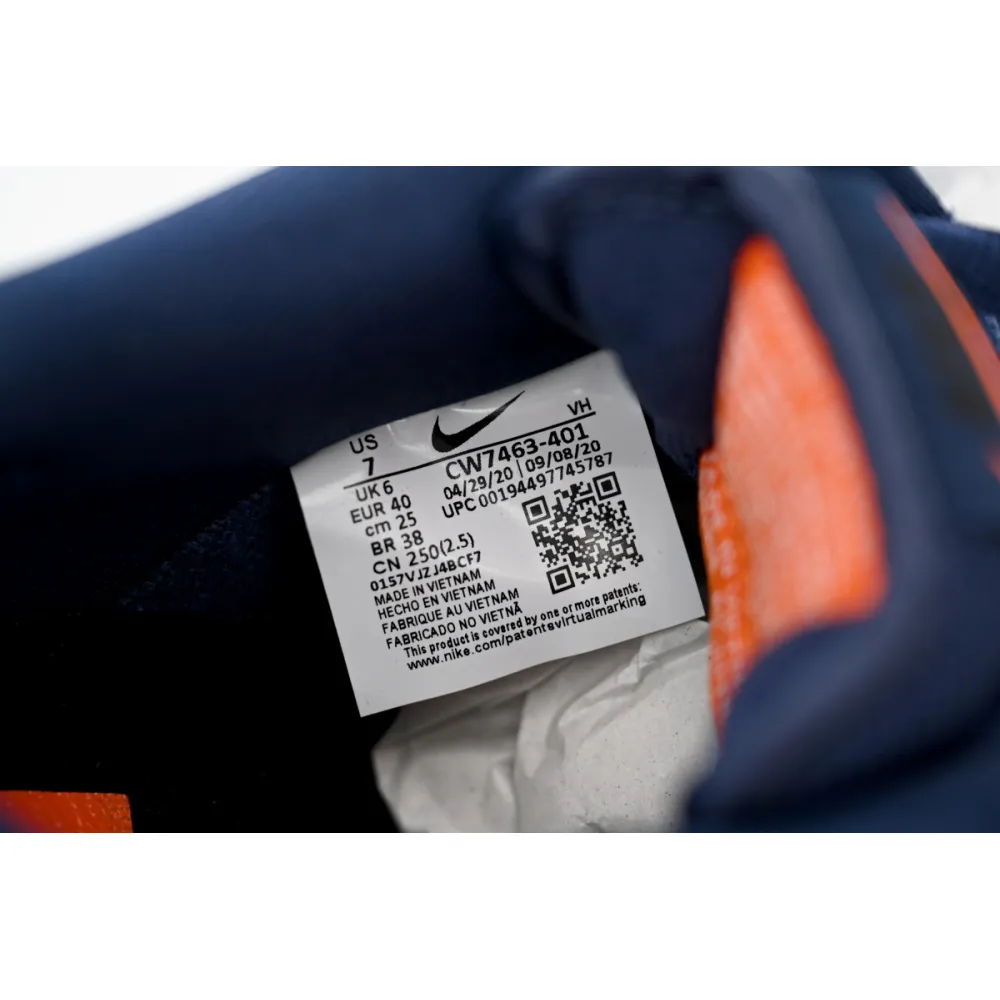 US
7
UK 6
EUR 40
cm 25
BR 38
CN 250(2.5)
0157VJZJ4BCF7
MADE IN VIETNAM
HECHO EN VIETNAM
FABRIQUE AU VIETNAM
FABRICADO NO VIETNÃ
This product is covered by one or more patents:
www.nike.com/patentsvirtualmarking
VH
CW7463-401
04/29/20 | 09/08/20
UPC 00194497745787